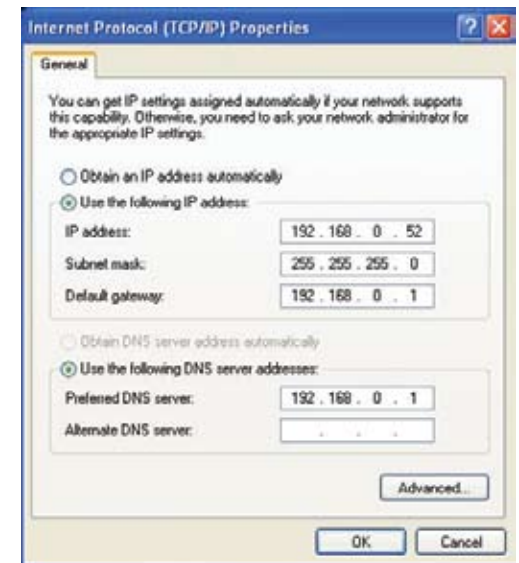 Internet Protocol (TCP/IP) Properties
General
You can get IP settings assigned automatically if your network supports
this capability. Otherwise, you need to ask your network administrator for
the appropriate IP settings.
Obtain an IP address automatically
Use the following IP address:
IP address: 192 . 168 . 0 . 52
Subnet mask: 255 . 255 . 255 . 0
Default gateway: 192 . 168 . 0 . 1
Obtain DNS server address automatically
Use the following DNS server addresses:
Preferred DNS server: 192 . 168 . 0 . 1
Alternate DNS server: . . .
Advanced...
OK Cancel